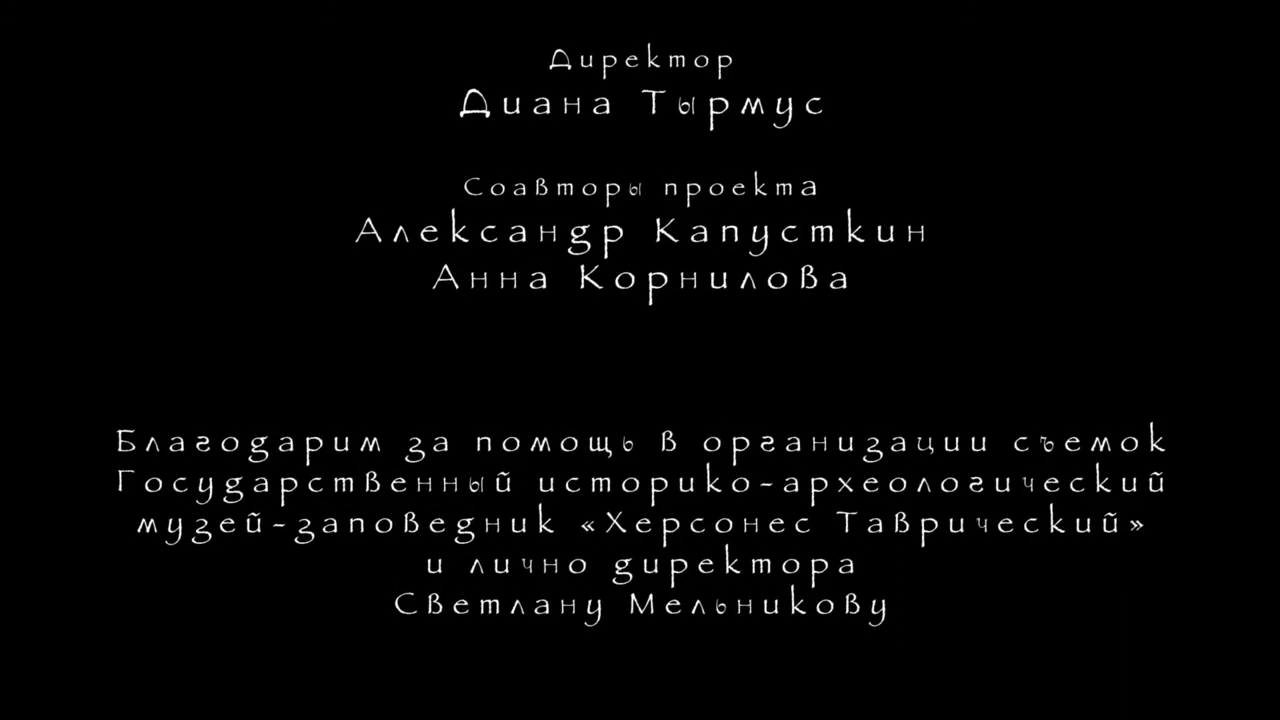 Директор
Диана Тырмус
Соавторы проекта
Александр Капусткин
Анна Корнилова
Благодарим за помощь в организации съемок
Государственный историко-археологический
музей-заповедник «Херсонес Таврический»
и лично директора
Светлану Мельникову